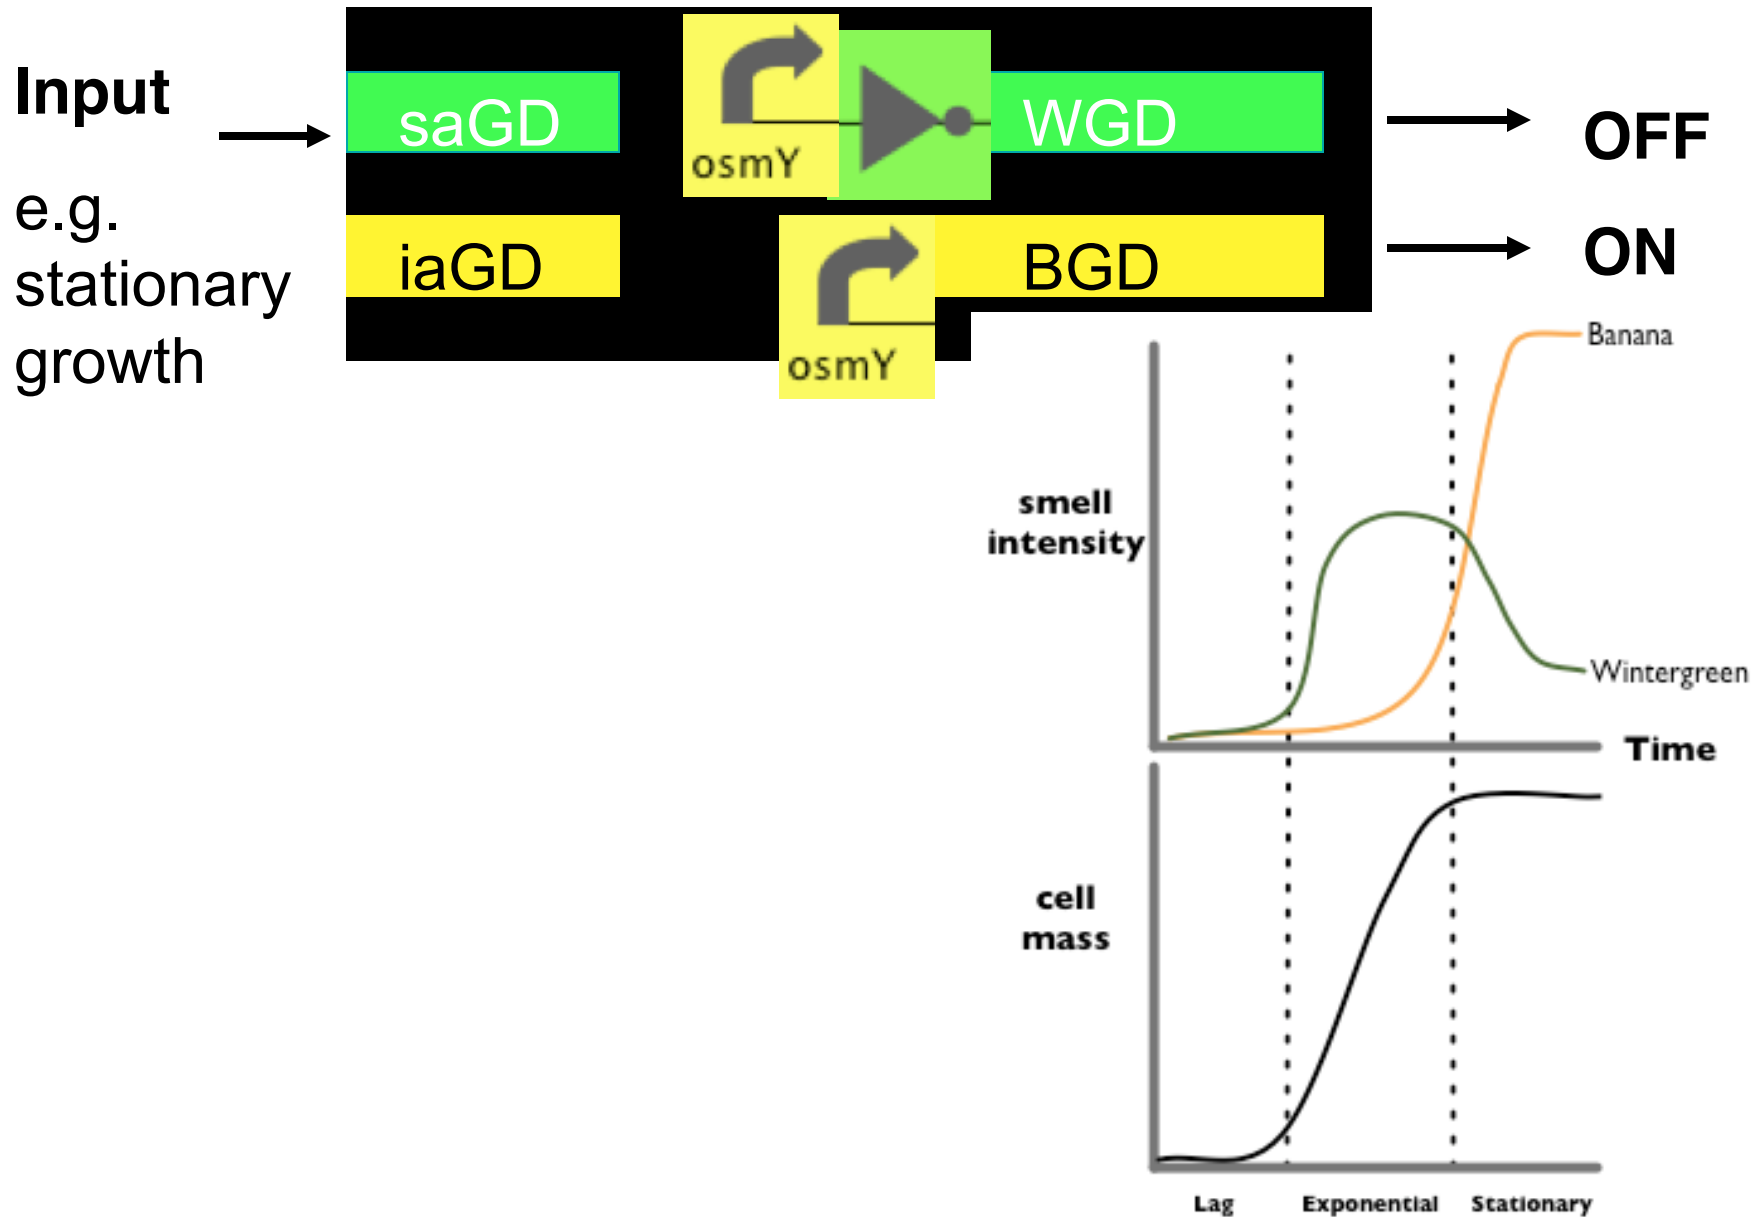 Input
e.g.
stationary
growth
saGD
osmY
WGD
OFF
iaGD
osmY
BGD
ON
Banana
smell
intensity
Wintergreen
Time
cell
mass
Lag
Exponential
Stationary